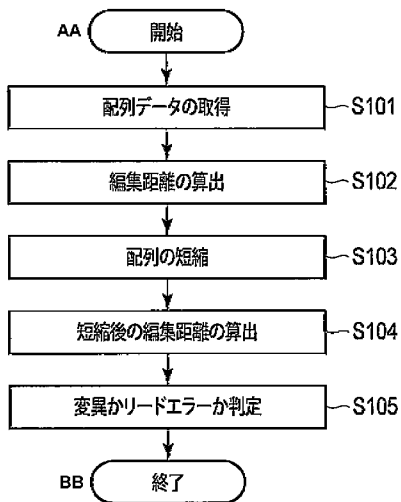 AA 開始
配列データの取得 S101
編集距離の算出 S102
配列の短縮 S103
短縮後の編集距離の算出 S104
変異かリードエラーか判定 S105
BB 終了